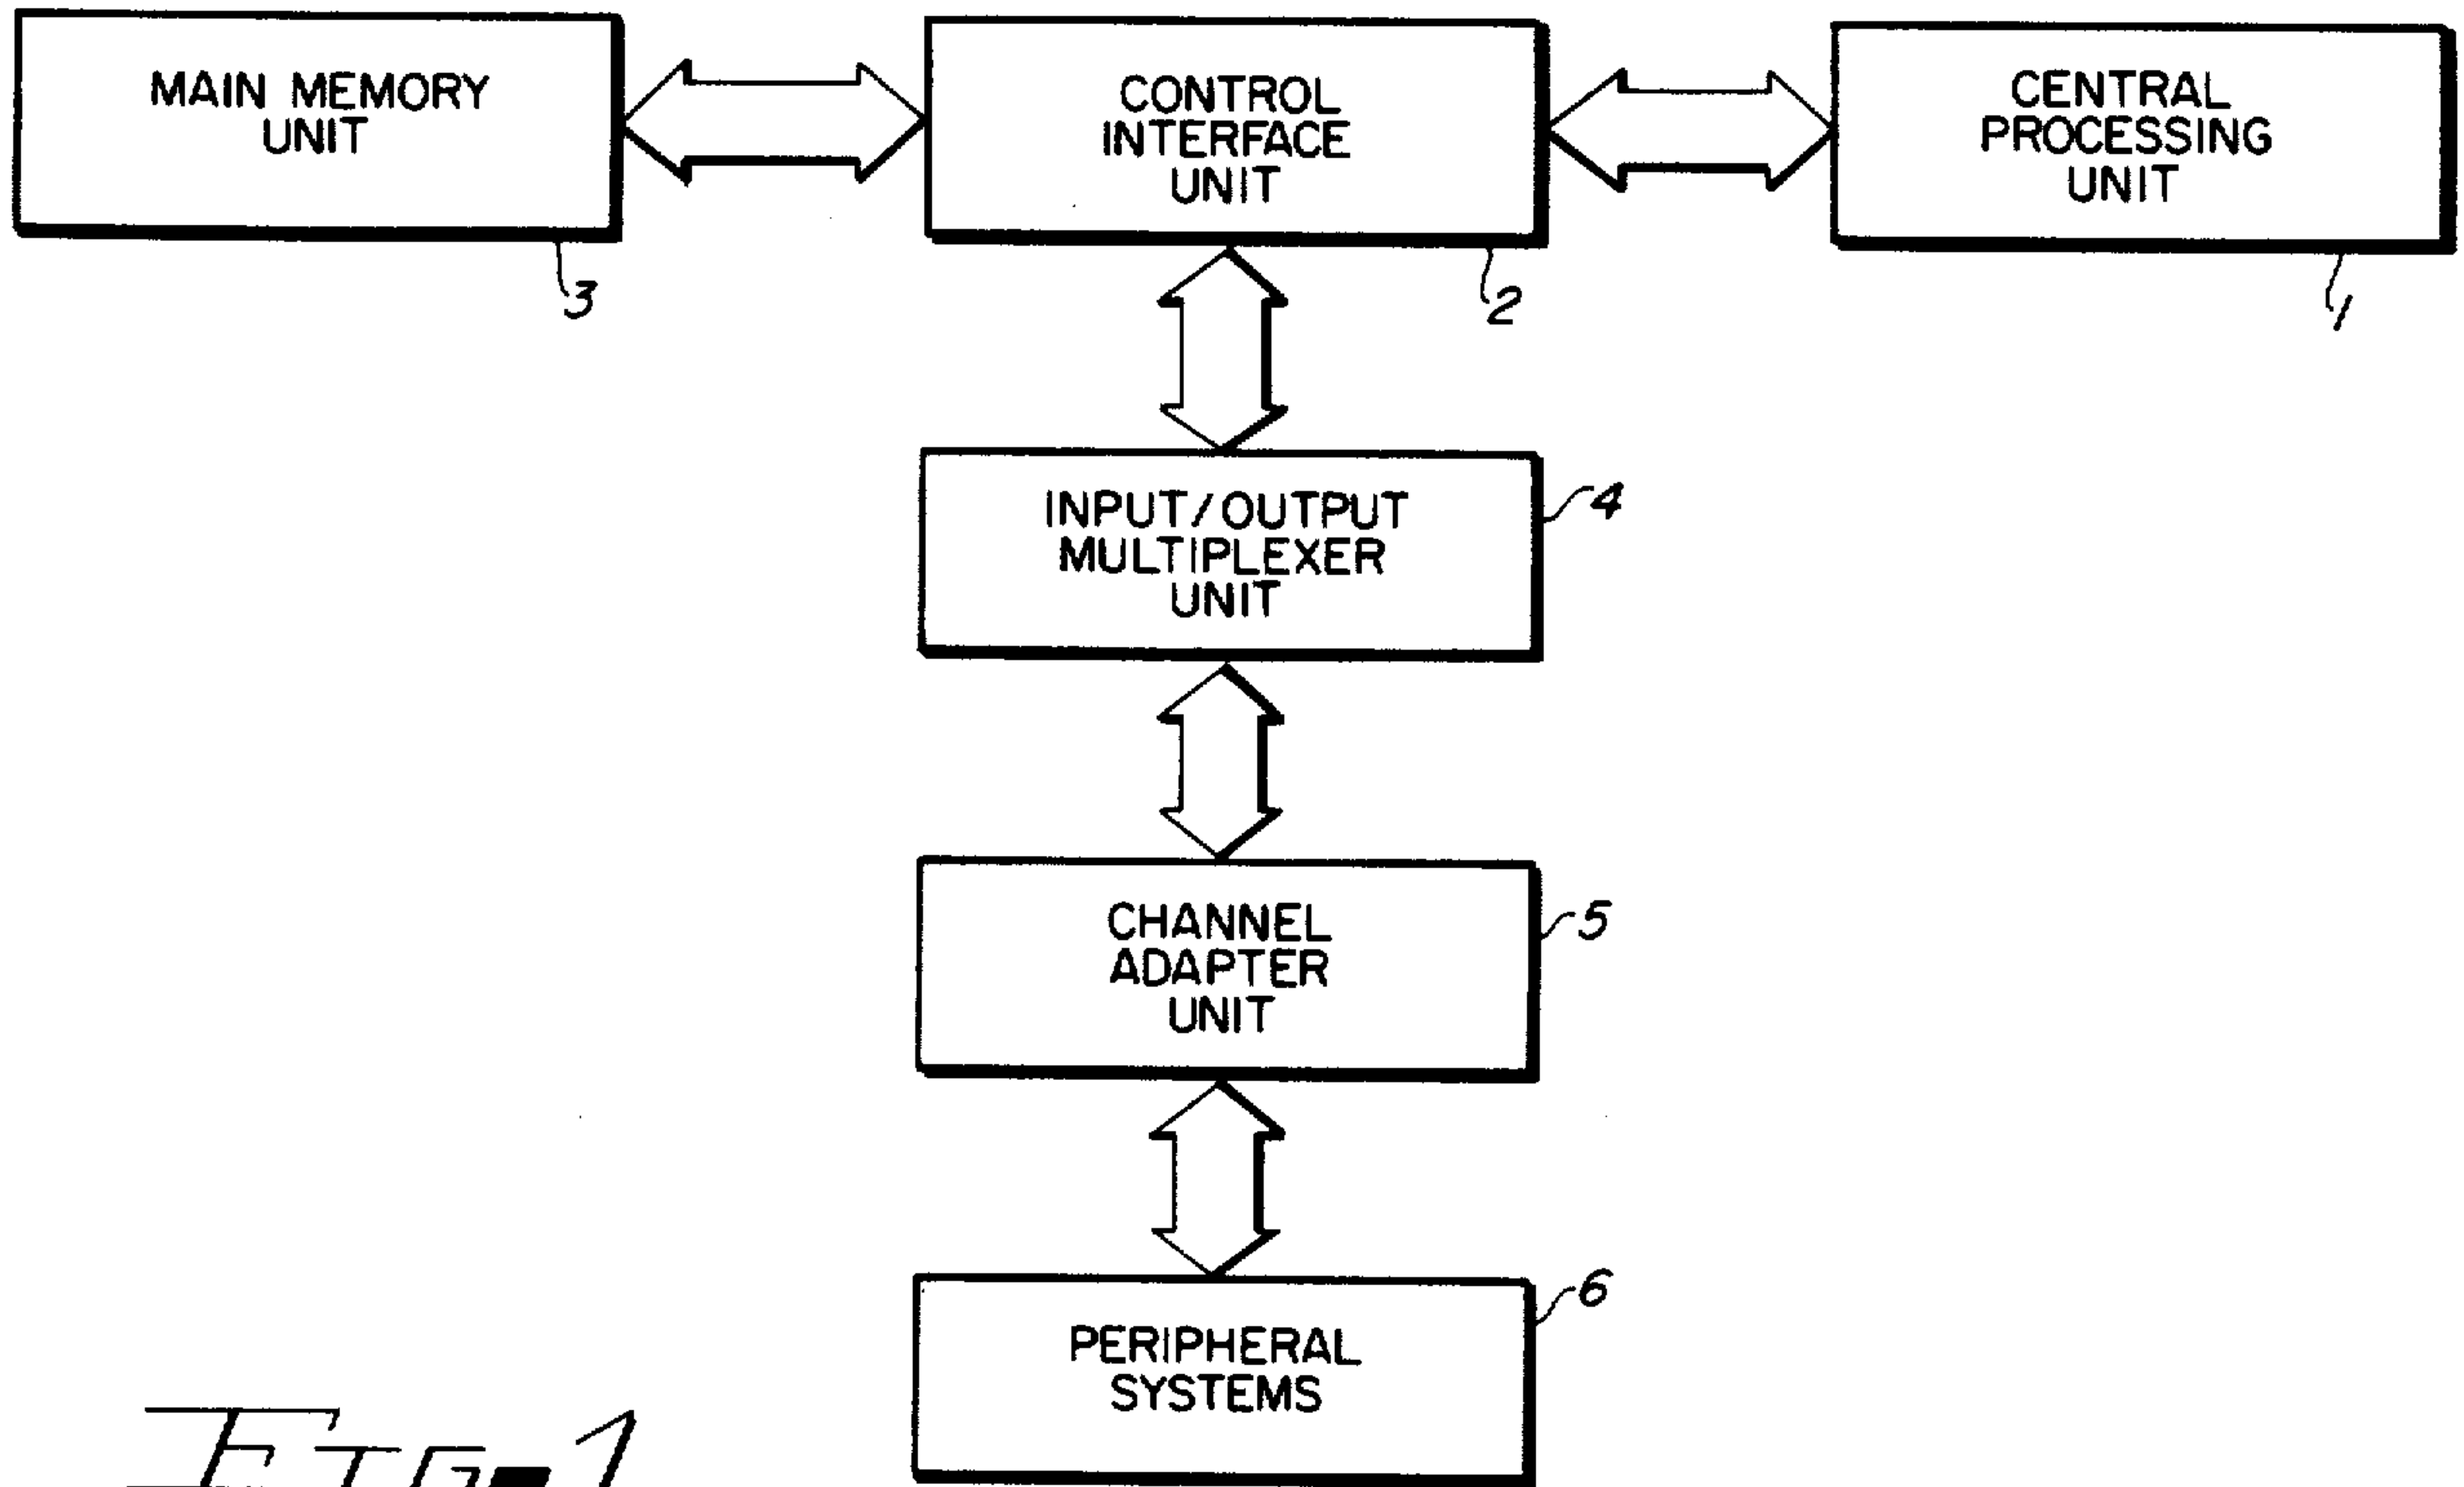 MAIN MEMORY
UNIT
3
CONTROL
INTERFACE
UNIT
2
CENTRAL
PROCESSING
UNIT
1
INPUT/OUTPUT
MULTIPLEXER
UNIT
4
CHANNEL
ADAPTER
UNIT
5
PERIPHERAL
SYSTEMS
6
FIG-1